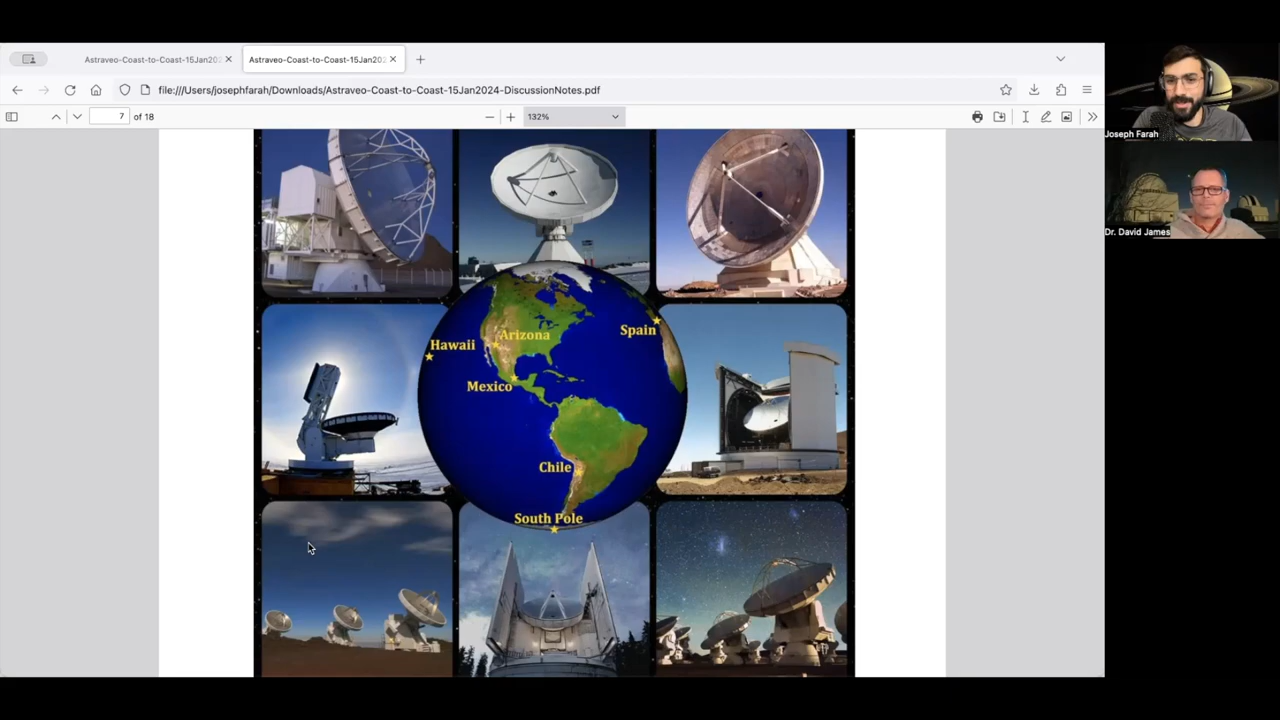 Astraveo-Coast-to-Coast-15Jan202
Astraveo-Coast-to-Coast-15Jan202
file:///Users/josephfarah/Downloads/Astraveo-Coast-to-Coast-15Jan2024-DiscussionNotes.pdf
7 of 18
132%
Joseph Farah
Dr. David James
Spain
Arizona
Hawaii
Mexico
Chile
South Pole